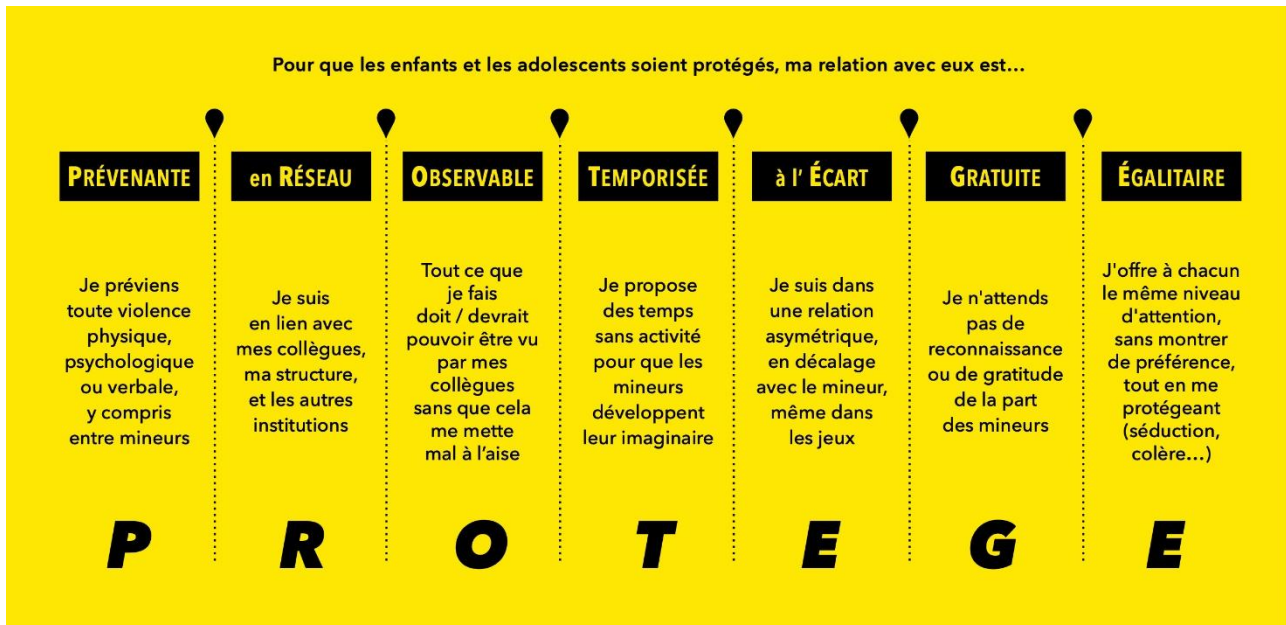 Pour que les enfants et les adolescents soient protégés, ma relation avec eux est…
PRÉVENANTE
Je préviens
toute violence
physique,
psychologique
ou verbale,
y compris
entre mineurs
P
en RÉSEAU
Je suis
en lien avec
mes collègues,
ma structure,
et les autres
institutions
R
OBSERVABLE
Tout ce que
je fais
doit / devrait
pouvoir être vu
par mes
collègues
sans que cela
me mette
mal à l'aise
O
TEMPORISÉE
Je propose
des temps
sans activité
pour que les
mineurs
développent
leur imaginaire
T
à l' ÉCART
Je suis dans
une relation
asymétrique,
en décalage
avec le mineur,
même dans
les jeux
E
GRATUITE
Je n'attends
pas de
reconnaissance
ou de gratitude
de la part
des mineurs
G
ÉGALITAIRE
J'offre à chacun
le même niveau
d'attention,
sans montrer
de préférence,
tout en me
protégeant
(séduction,
colère…)
E